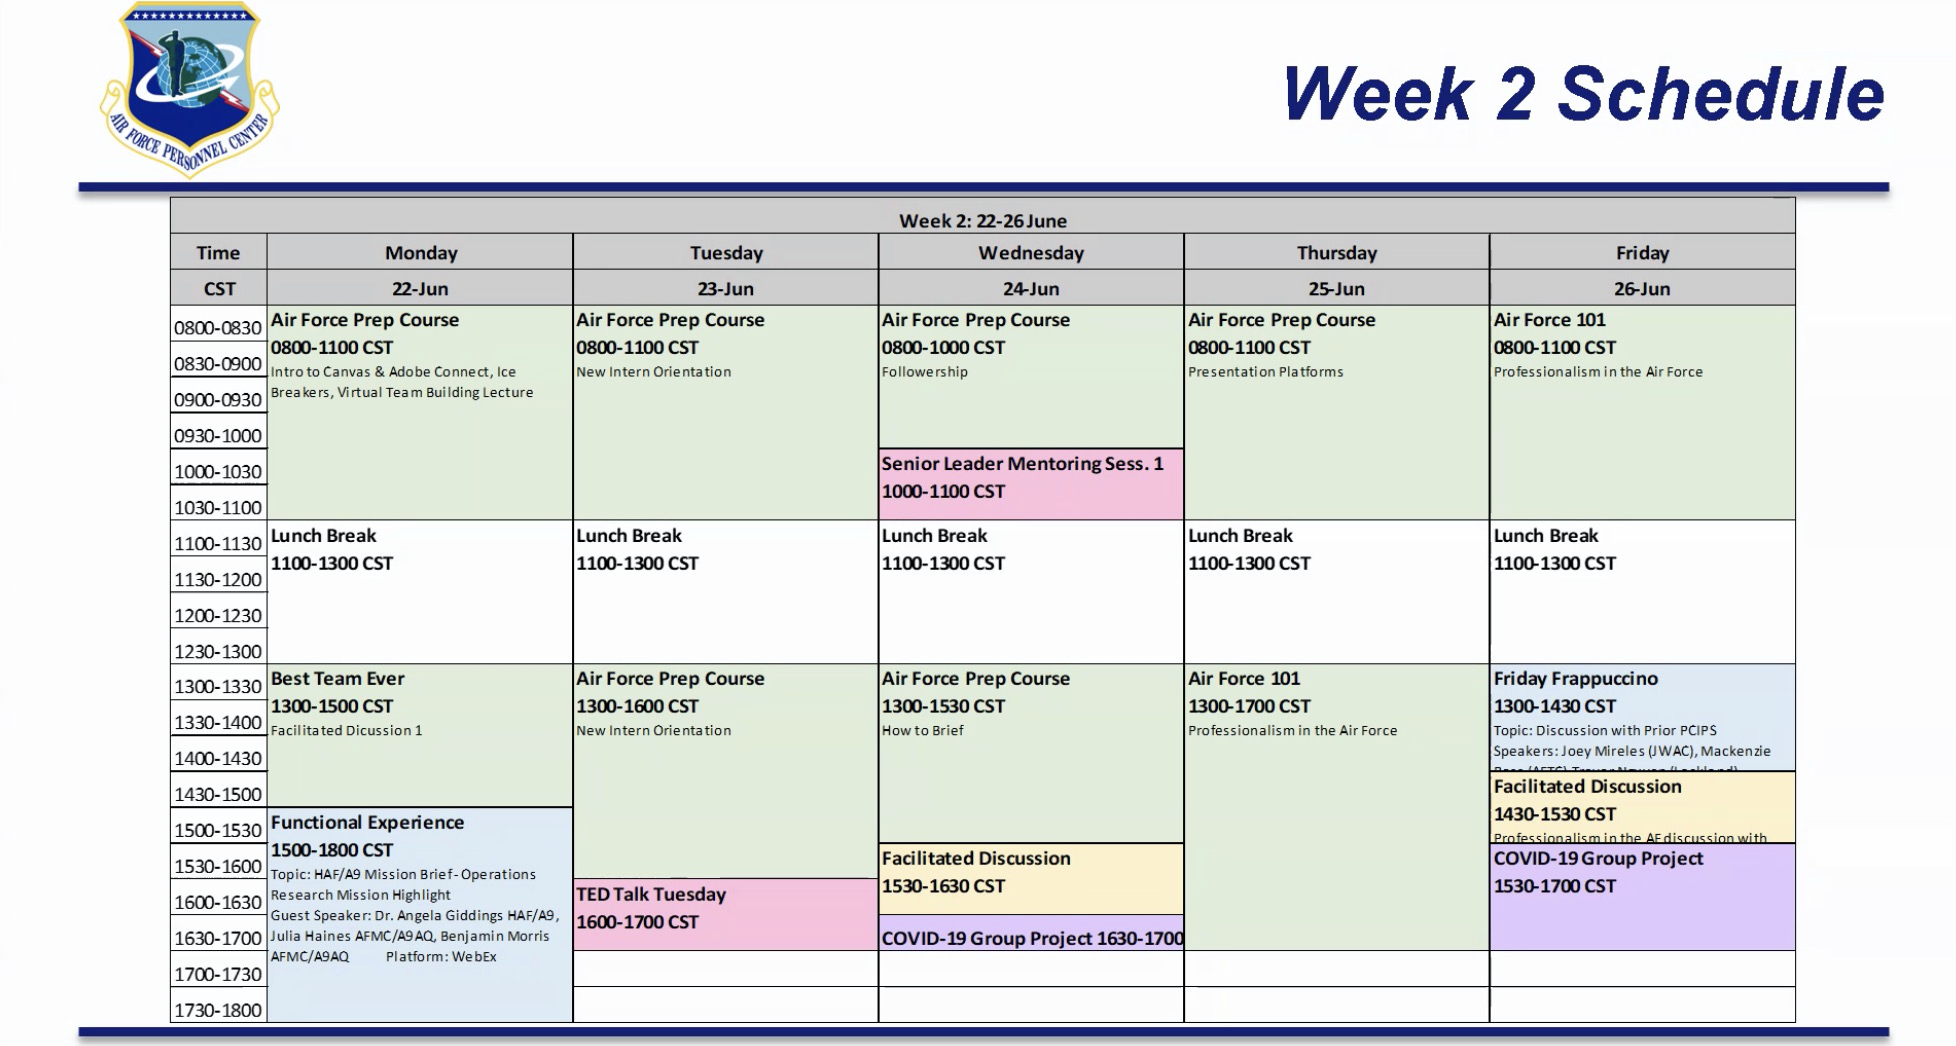 AIR FORCE PERSONNEL CENTER
Week 2 Schedule
Week 2: 22-26 June
Time Monday Tuesday Wednesday Thursday Friday
CST 22-Jun 23-Jun 24-Jun 25-Jun 26-Jun
0800-0830
0830-0900
0900-0930
0930-1000
1000-1030
1030-1100
1100-1130
1130-1200
1200-1230
1230-1300
1300-1330
1330-1400
1400-1430
1430-1500
1500-1530
1530-1600
1600-1630
1630-1700
1700-1730
1730-1800
Air Force Prep Course
0800-1100 CST
Intro to Canvas & Adobe Connect, Ice
Breakers, Virtual Team Building Lecture
Lunch Break
1100-1300 CST
Best Team Ever
1300-1500 CST
Facilitated Dicussion 1
Functional Experience
1500-1800 CST
Topic: HAF/A9 Mission Brief- Operations
Research Mission Highlight
Guest Speaker: Dr. Angela Giddings HAF/A9,
Julia Haines AFMC/A9AQ, Benjamin Morris
AFMC/A9AQ Platform: WebEx
Air Force Prep Course
0800-1100 CST
New Intern Orientation
Lunch Break
1100-1300 CST
Air Force Prep Course
1300-1600 CST
New Intern Orientation
TED Talk Tuesday
1600-1700 CST
Air Force Prep Course
0800-1000 CST
Followership
Senior Leader Mentoring Sess. 1
1000-1100 CST
Lunch Break
1100-1300 CST
Air Force Prep Course
1300-1530 CST
How to Brief
Facilitated Discussion
1530-1630 CST
COVID-19 Group Project 1630-1700
Air Force Prep Course
0800-1100 CST
Presentation Platforms
Lunch Break
1100-1300 CST
Air Force 101
1300-1700 CST
Professionalism in the Air Force
Air Force 101
0800-1100 CST
Professionalism in the Air Force
Lunch Break
1100-1300 CST
Friday Frappuccino
1300-1430 CST
Topic: Discussion with Prior PCIPS
Speakers: Joey Mireles (JWAC), Mackenzie
Facilitated Discussion
1430-1530 CST
Professionalism in the AF discussion with
COVID-19 Group Project
1530-1700 CST